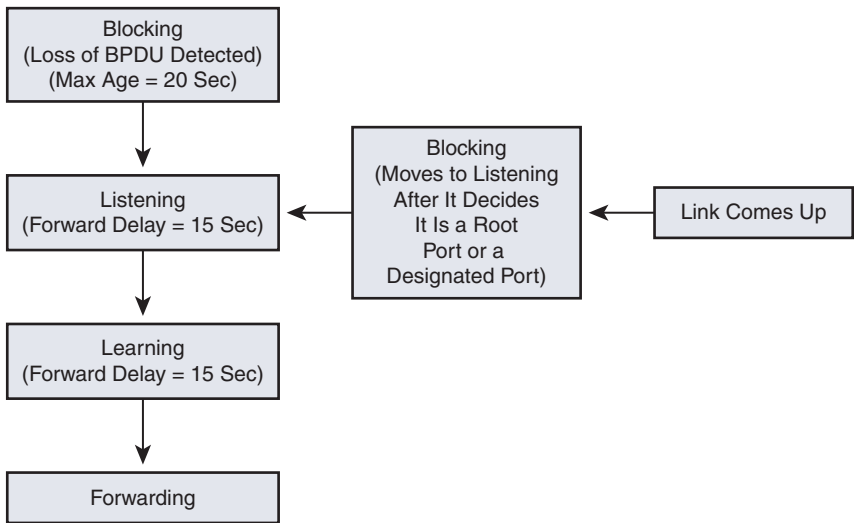 Blocking
(Loss of BPDU Detected)
(Max Age = 20 Sec)
Listening
(Forward Delay = 15 Sec)
Blocking
(Moves to Listening
After It Decides
It Is a Root
Port or a
Designated Port)
Link Comes Up
Learning
(Forward Delay = 15 Sec)
Forwarding